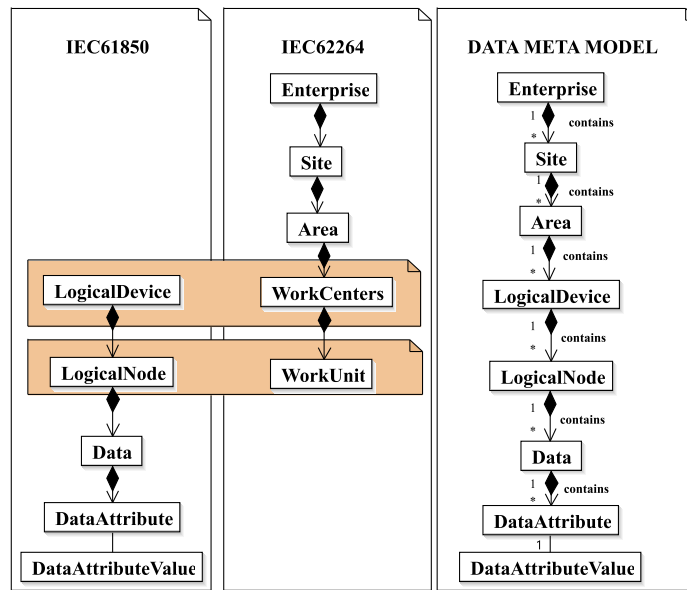 IEC61850
LogicalDevice
LogicalNode
Data
DataAttribute
DataAttributeValue
IEC62264
Enterprise
Site
Area
WorkCenters
WorkUnit
DATA META MODEL
Enterprise
1
contains
*
Site
1
contains
*
Area
1
contains
*
LogicalDevice
1
contains
*
LogicalNode
1
contains
*
Data
1
contains
*
DataAttribute
1
DataAttributeValue